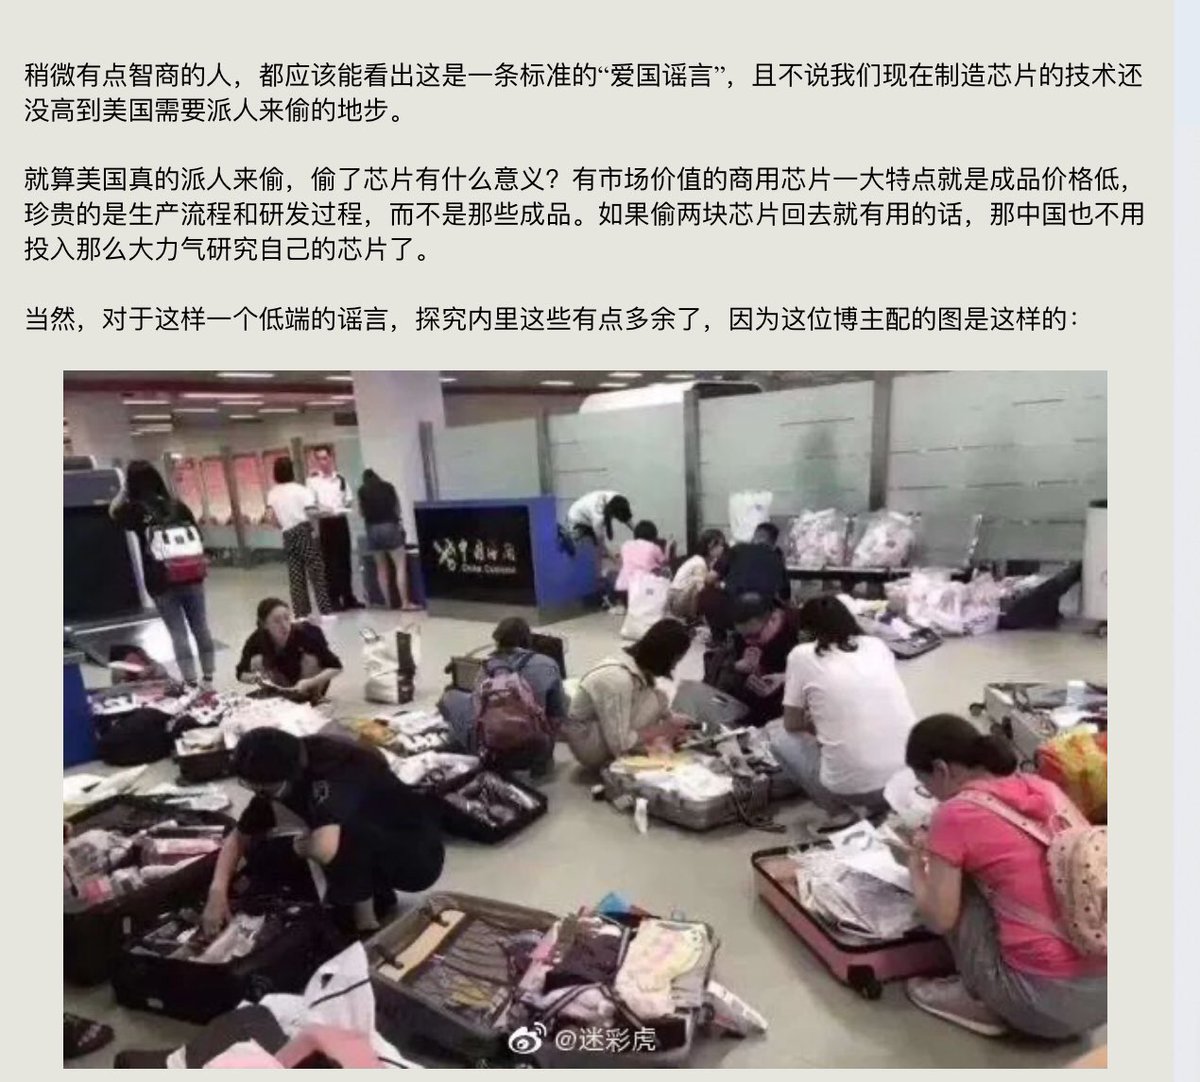 稍微有点智商的人，都应该能看出这是一条标准的“爱国谣言”，且不说我们现在制造芯片的技术还
没高到美国需要派人来偷的地步。
就算美国真的派人来偷，偷了芯片有什么意义？有市场价值的商用芯片一大特点就是成品价格低，
珍贵的是生产流程和研发过程，而不是那些成品。如果偷两块芯片回去就有用的话，那中国也不用
投入那么大力气研究自己的芯片了。
当然，对于这样一个低端的谣言，探究内里这些有点多余了，因为这位博主配的图是这样的：
中国海关
China Customs
@迷彩虎